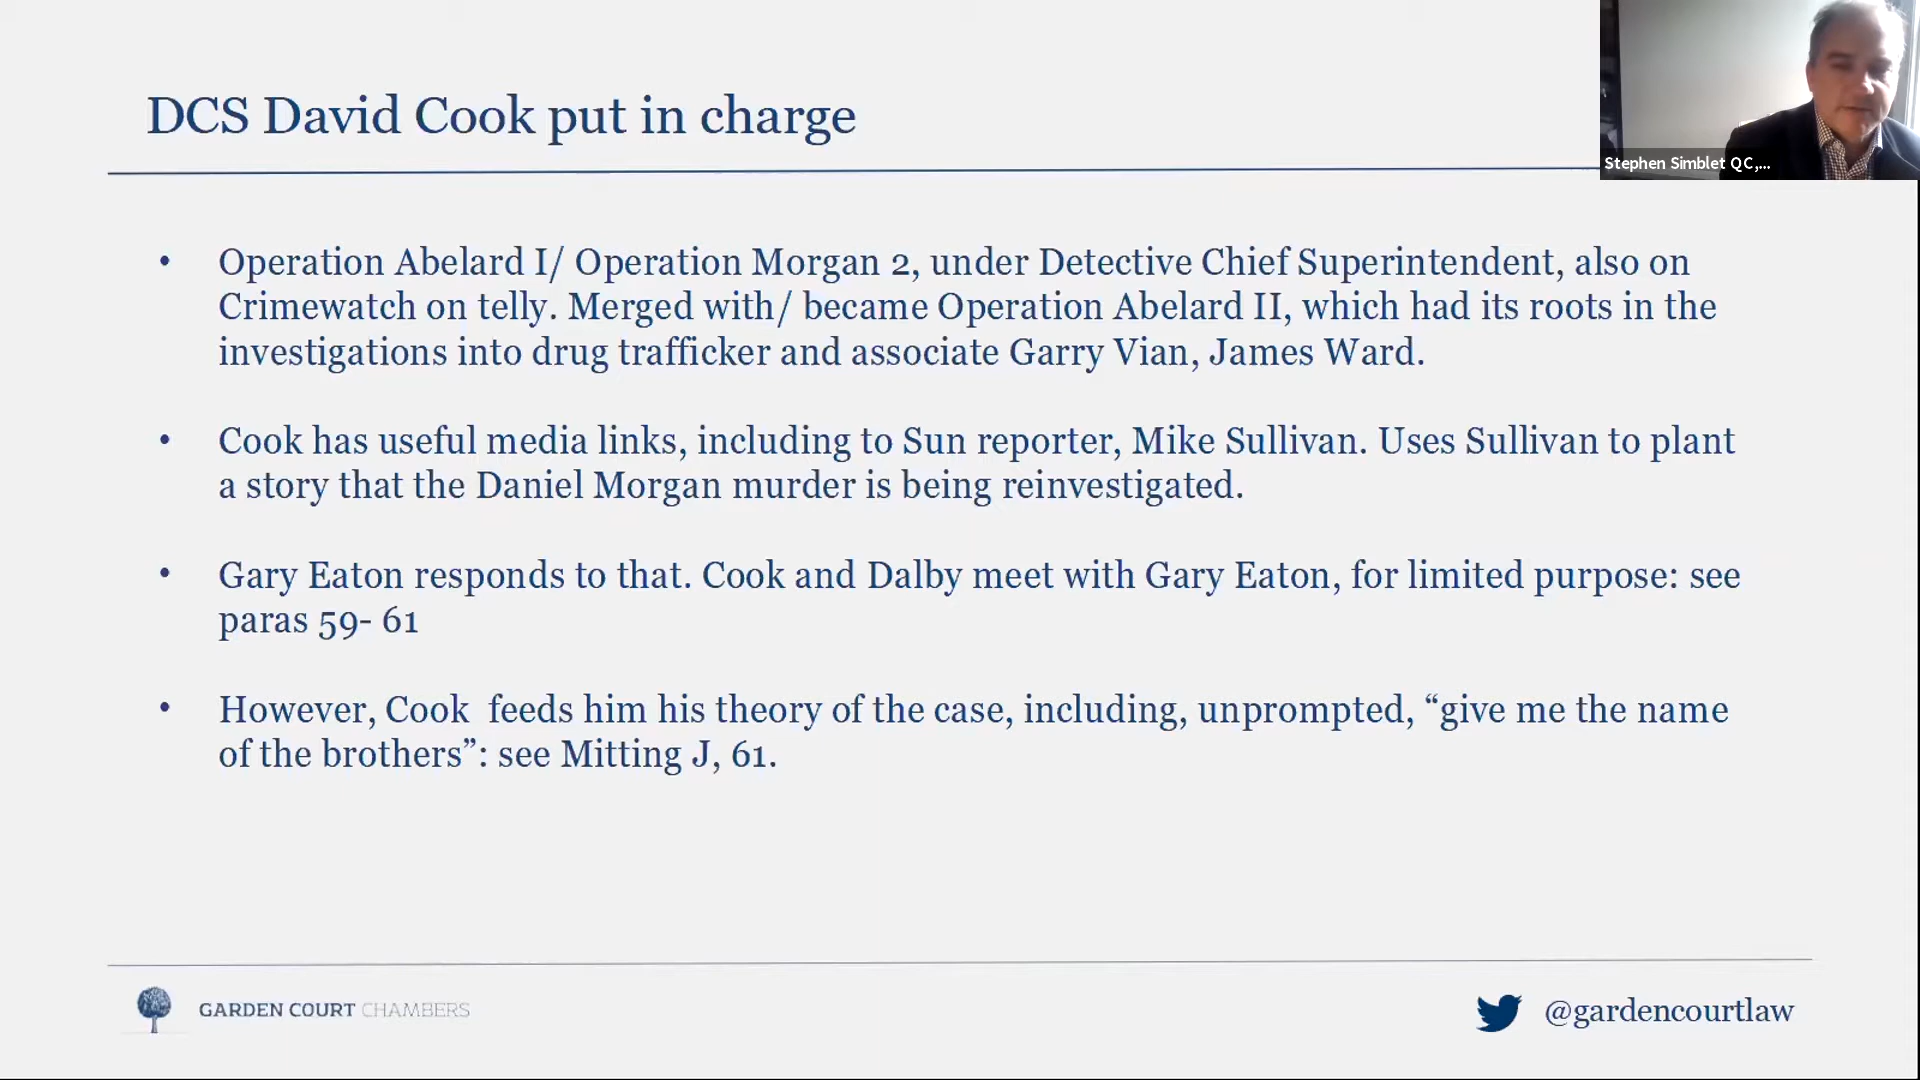 DCS David Cook put in charge
Stephen Simblet QC,...
• Operation Abelard I/ Operation Morgan 2, under Detective Chief Superintendent, also on
Crimewatch on telly. Merged with/ became Operation Abelard II, which had its roots in the
investigations into drug trafficker and associate Garry Vian, James Ward.
• Cook has useful media links, including to Sun reporter, Mike Sullivan. Uses Sullivan to plant
a story that the Daniel Morgan murder is being reinvestigated.
• Gary Eaton responds to that. Cook and Dalby meet with Gary Eaton, for limited purpose: see
paras 59- 61
• However, Cook  feeds him his theory of the case, including, unprompted, “give me the name
of the brothers”: see Mitting J, 61.
GARDEN COURT CHAMBERS
@gardencourtlaw